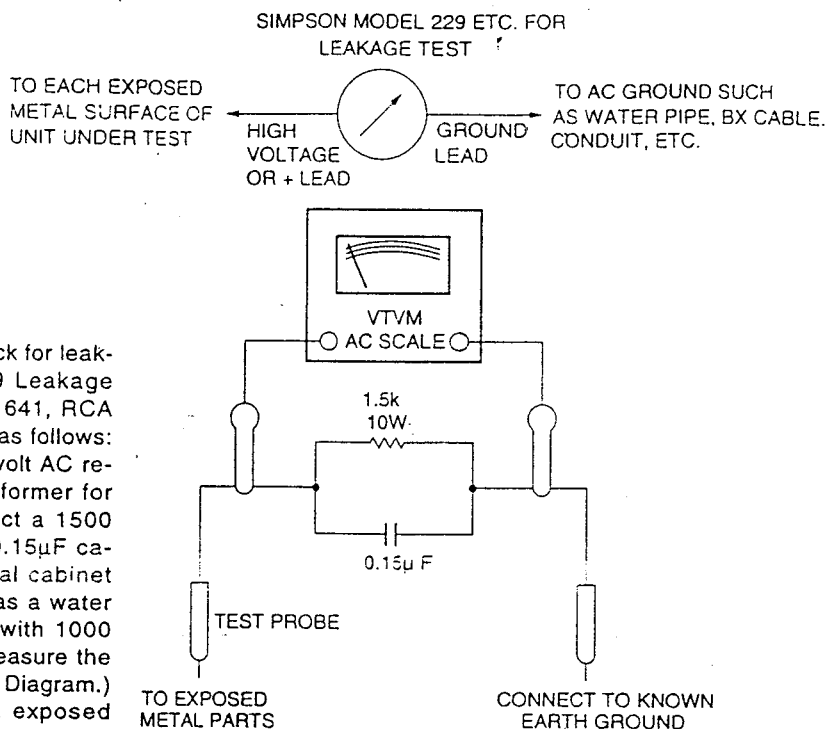 SIMPSON MODEL 229 ETC. FOR
LEAKAGE TEST
TO EACH EXPOSED
METAL SURFACE OF
UNIT UNDER TEST
HIGH
VOLTAGE
OR + LEAD
GROUND
LEAD
TO AC GROUND SUCH
AS WATER PIPE, BX CABLE.
CONDUIT, ETC.
VTVM
AC SCALE
1.5k
10W
0.15µ F
TEST PROBE
TO EXPOSED
METAL PARTS
CONNECT TO KNOWN
EARTH GROUND
ck for leak-
9 Leakage
641, RCA
as follows:
volt AC re-
former for
ct a 1500
0.15µF ca-
al cabinet
as a water
with 1000
easure the
Diagram.)
exposed